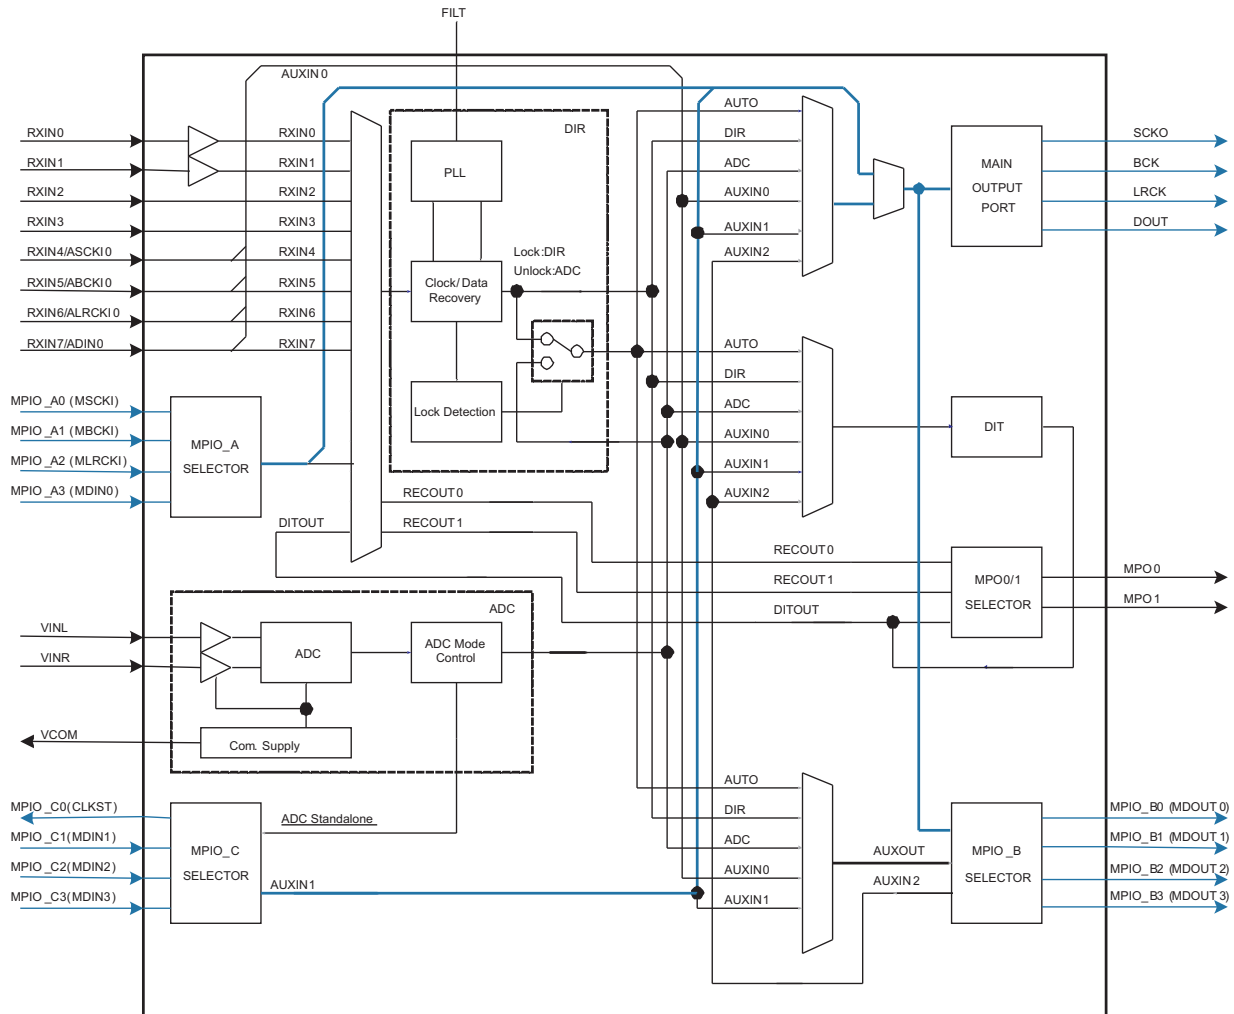 FILT
AUXIN0
DIR
RXIN0
RXIN1
RXIN2
RXIN3
RXIN4/ASCKI0
RXIN5/ABCKI0
RXIN6/ALRCKI0
RXIN7/ADIN0
RXIN0
RXIN1
RXIN2
RXIN3
RXIN4
RXIN5
RXIN6
RXIN7
PLL
Clock/Data
Recovery
Lock:DIR
Unlock:ADC
Lock Detection
AUTO
DIR
ADC
AUXIN0
AUXIN1
AUXIN2
MAIN
OUTPUT
PORT
SCKO
BCK
LRCK
DOUT
MPIO_A0 (MSCKI)
MPIO_A1 (MBCKI)
MPIO_A2 (MLRCKI)
MPIO_A3 (MDIN0)
MPIO_A
SELECTOR
AUTO
DIR
ADC
AUXIN0
AUXIN1
AUXIN2
DIT
RECOUT0
DITOUT
RECOUT1
RECOUT0
RECOUT1
DITOUT
MPO0/1
SELECTOR
MPO0
MPO1
ADC
VINL
VINR
VCOM
ADC
ADC Mode
Control
Com. Supply
MPIO_C0(CLKST)
MPIO_C1(MDIN1)
MPIO_C2(MDIN2)
MPIO_C3(MDIN3)
MPIO_C
SELECTOR
ADC Standalone
AUXIN1
AUTO
DIR
ADC
AUXIN0
AUXIN1
AUXOUT
AUXIN2
MPIO_B
SELECTOR
MPIO_B0 (MDOUT0)
MPIO_B1 (MDOUT1)
MPIO_B2 (MDOUT2)
MPIO_B3 (MDOUT3)